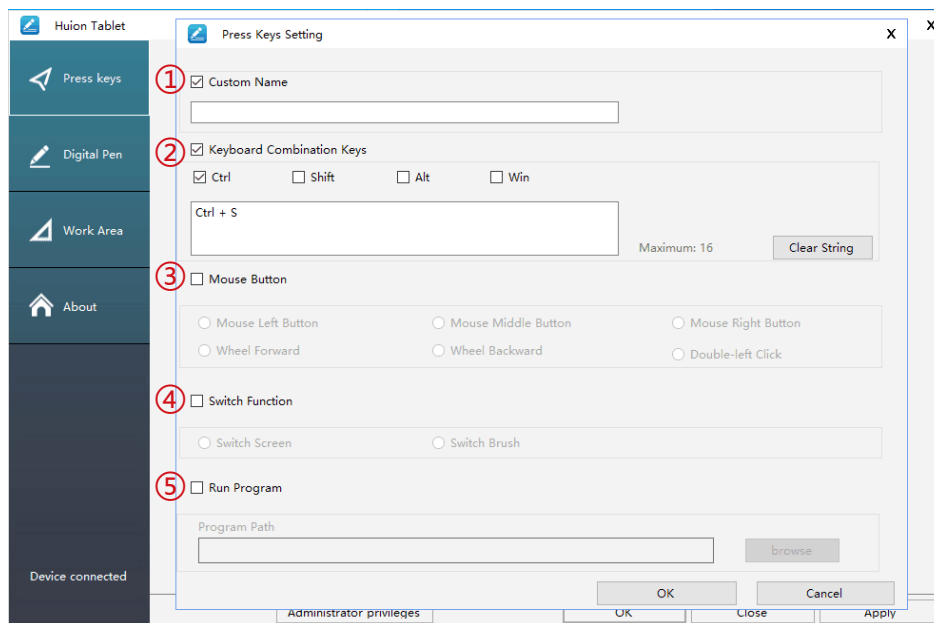 Huion Tablet
Press Keys Setting
X
X
Press keys
Digital Pen
Work Area
About
Device connected
① Custom Name
② Keyboard Combination Keys
Ctrl Shift Alt Win
Ctrl + S
Maximum: 16 Clear String
③ Mouse Button
Mouse Left Button Mouse Middle Button Mouse Right Button
Wheel Forward Wheel Backward Double-left Click
④ Switch Function
Switch Screen Switch Brush
⑤ Run Program
Program Path
browse
OK Cancel
Administrator privileges OK Close Apply